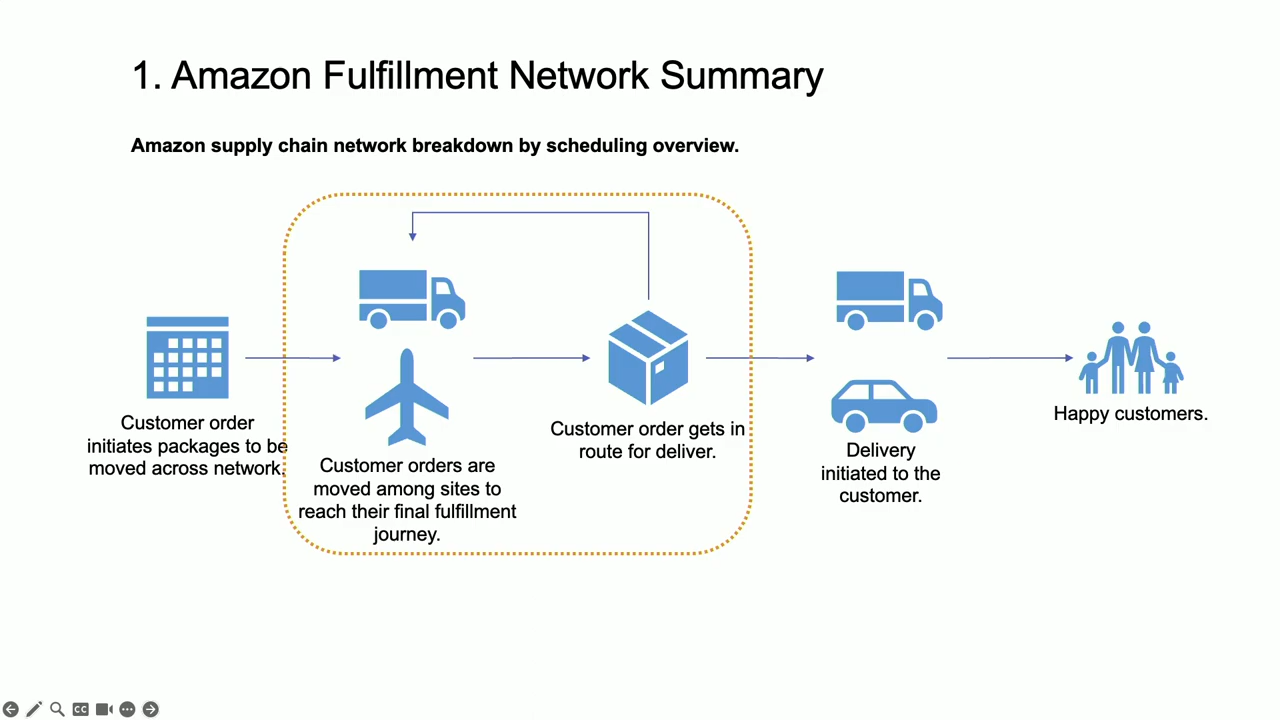 1. Amazon Fulfillment Network Summary
Amazon supply chain network breakdown by scheduling overview.
Customer order
initiates packages to be
moved across network.
Customer orders are
moved among sites to
reach their final fulfillment
journey.
Customer order gets in
route for deliver.
Delivery
initiated to the
customer.
Happy customers.
CC